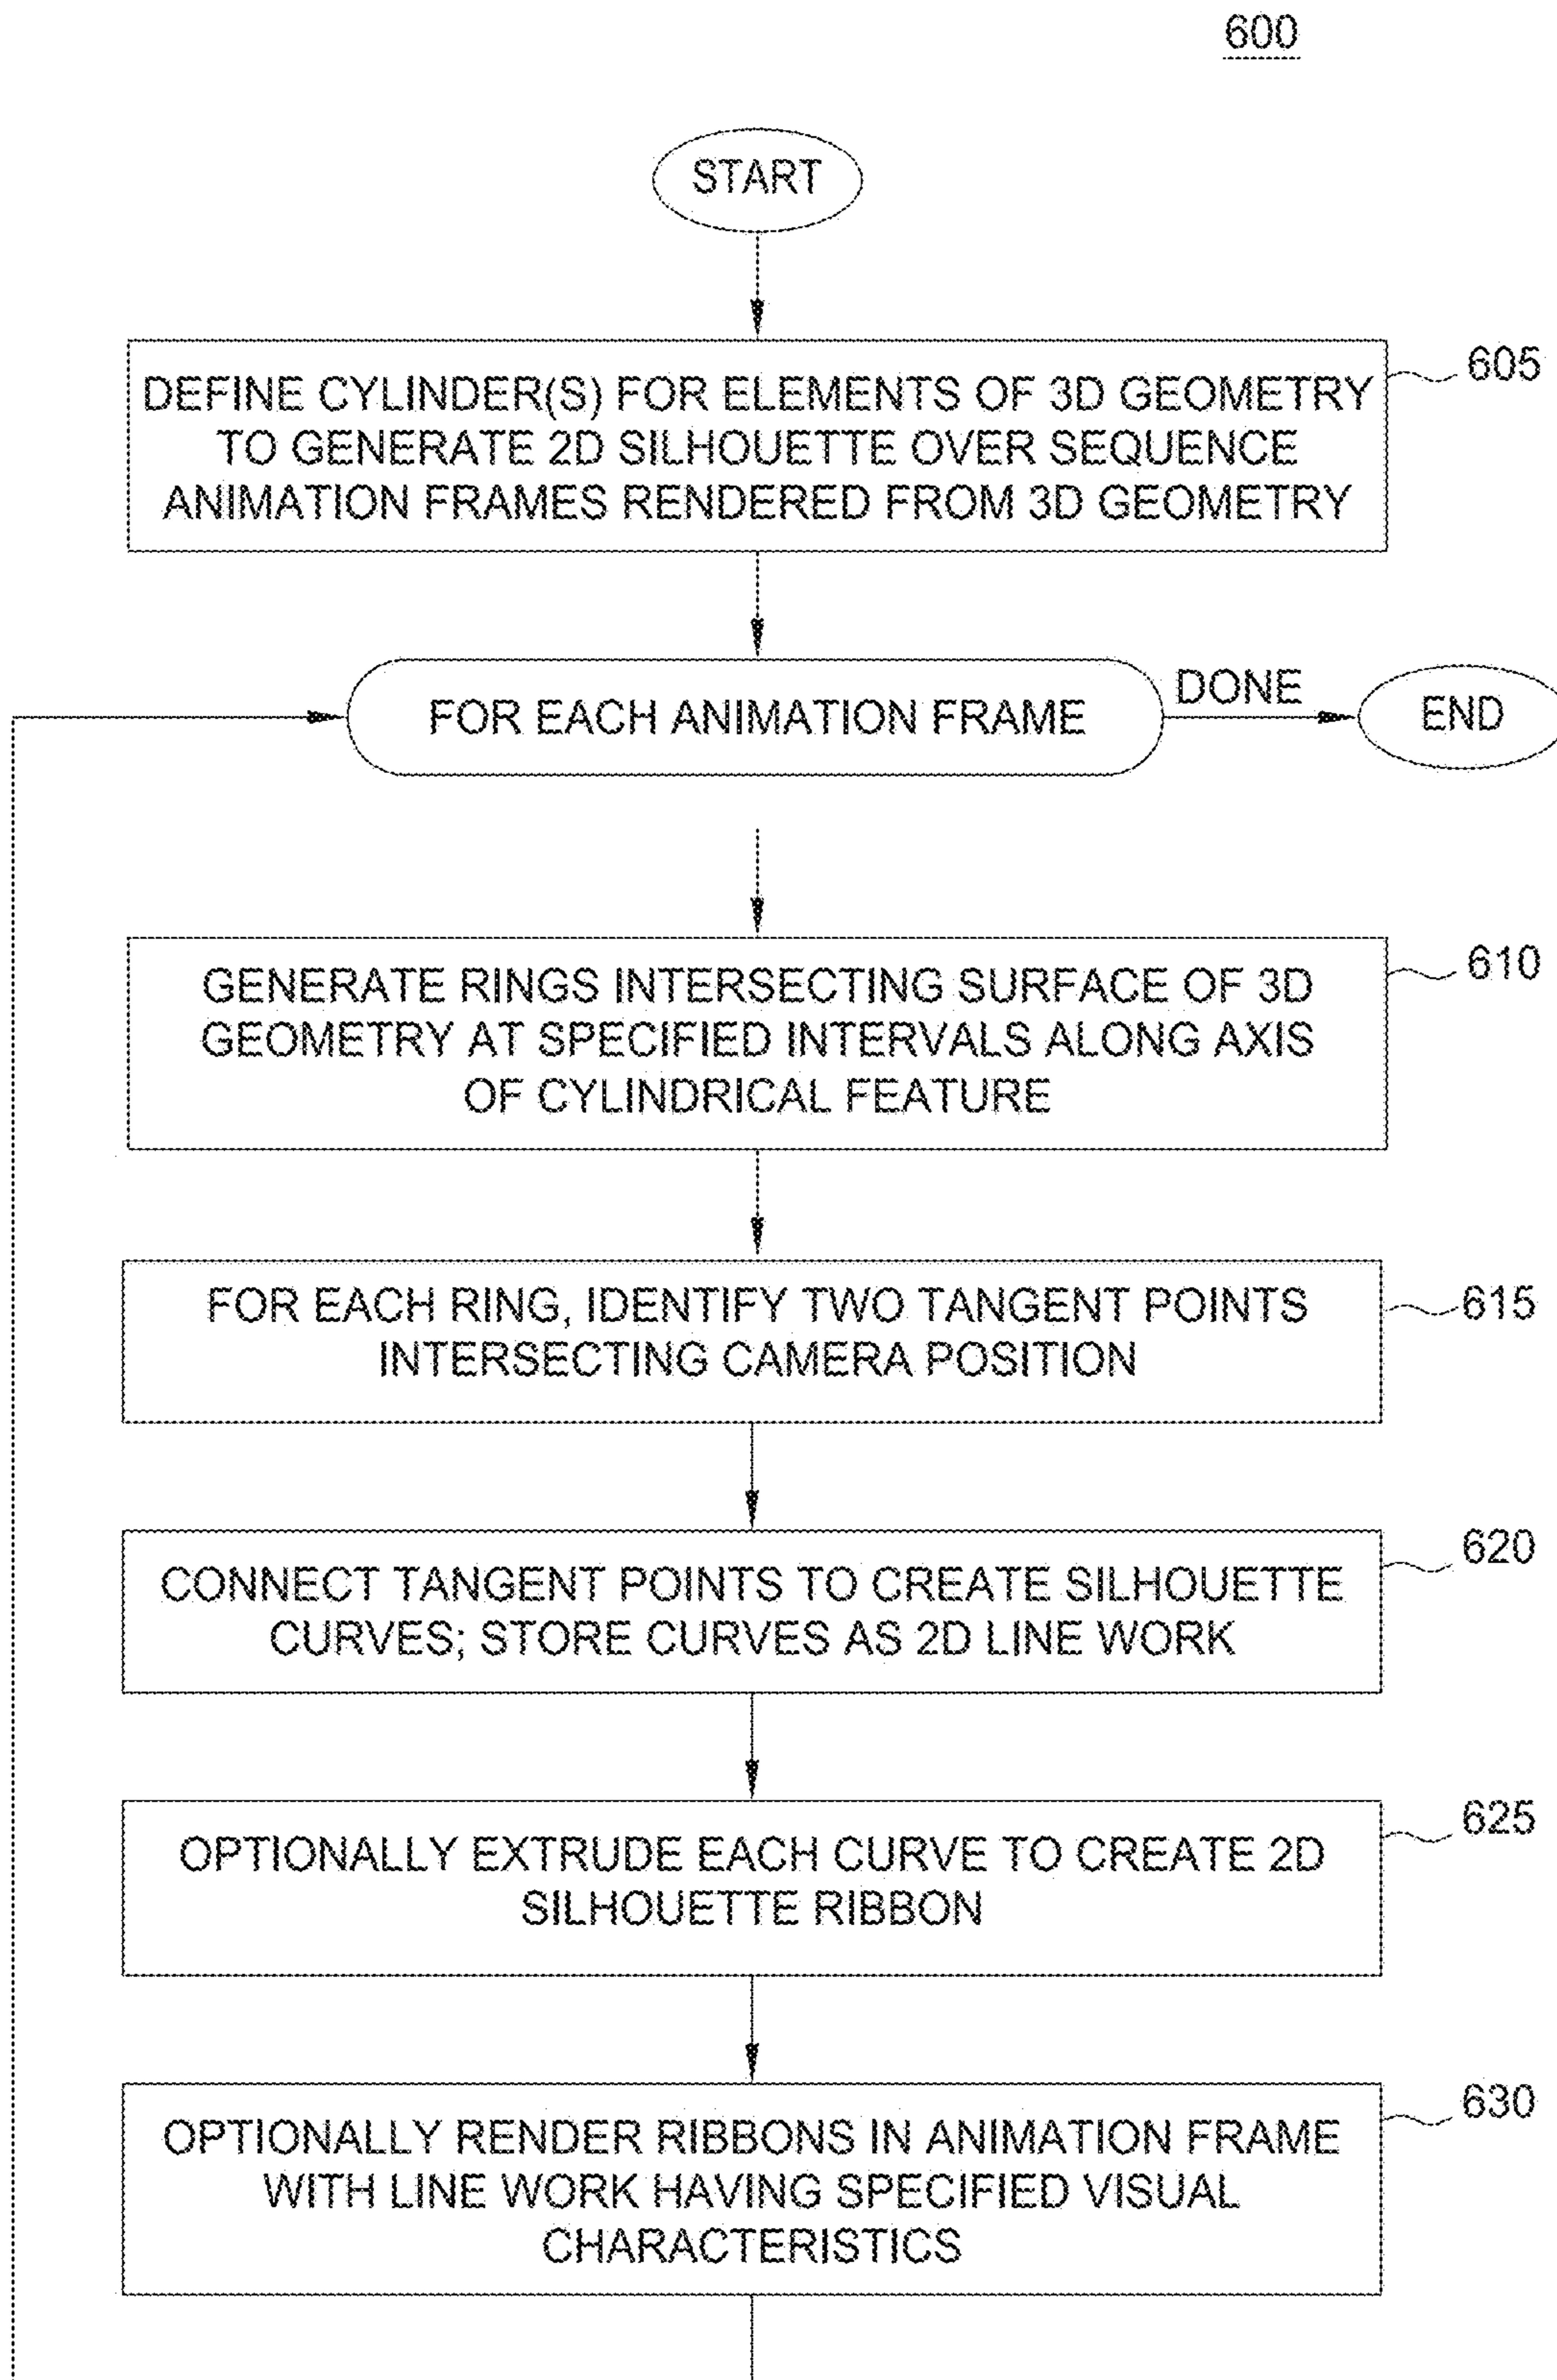 600
START
DEFINE CYLINDER(S) FOR ELEMENTS OF 3D GEOMETRY
TO GENERATE 2D SILHOUETTE OVER SEQUENCE
ANIMATION FRAMES RENDERED FROM 3D GEOMETRY
605
FOR EACH ANIMATION FRAME
DONE
END
GENERATE RINGS INTERSECTING SURFACE OF 3D
GEOMETRY AT SPECIFIED INTERVALS ALONG AXIS
OF CYLINDRICAL FEATURE
610
FOR EACH RING, IDENTIFY TWO TANGENT POINTS
INTERSECTING CAMERA POSITION
615
CONNECT TANGENT POINTS TO CREATE SILHOUETTE
CURVES; STORE CURVES AS 2D LINE WORK
620
OPTIONALLY EXTRUDE EACH CURVE TO CREATE 2D
SILHOUETTE RIBBON
625
OPTIONALLY RENDER RIBBONS IN ANIMATION FRAME
WITH LINE WORK HAVING SPECIFIED VISUAL
CHARACTERISTICS
630